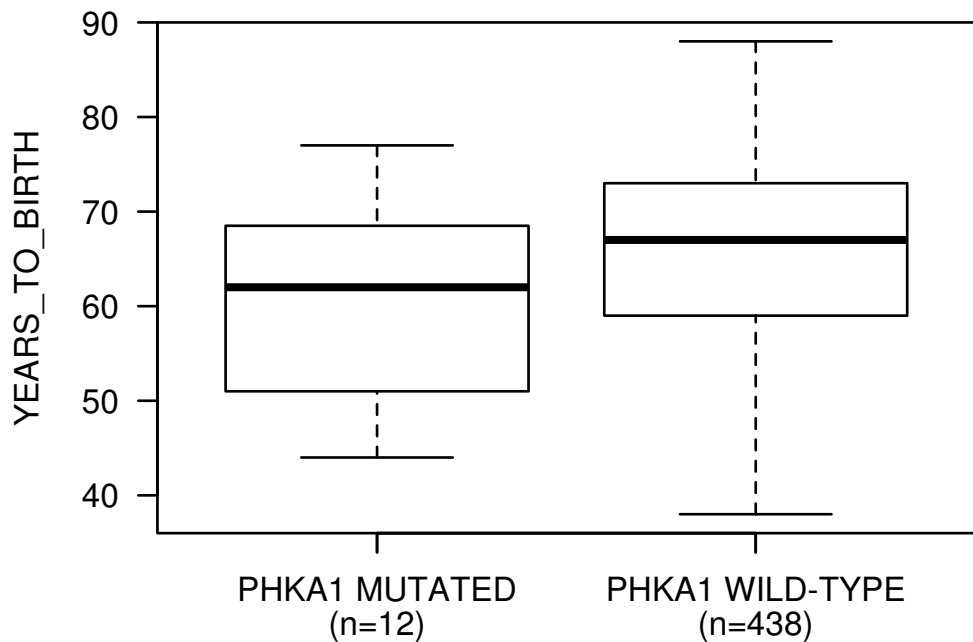 YEARS_TO_BIRTH
90
80
70
60
50
40
PHKA1 MUTATED
(n=12)
PHKA1 WILD-TYPE
(n=438)